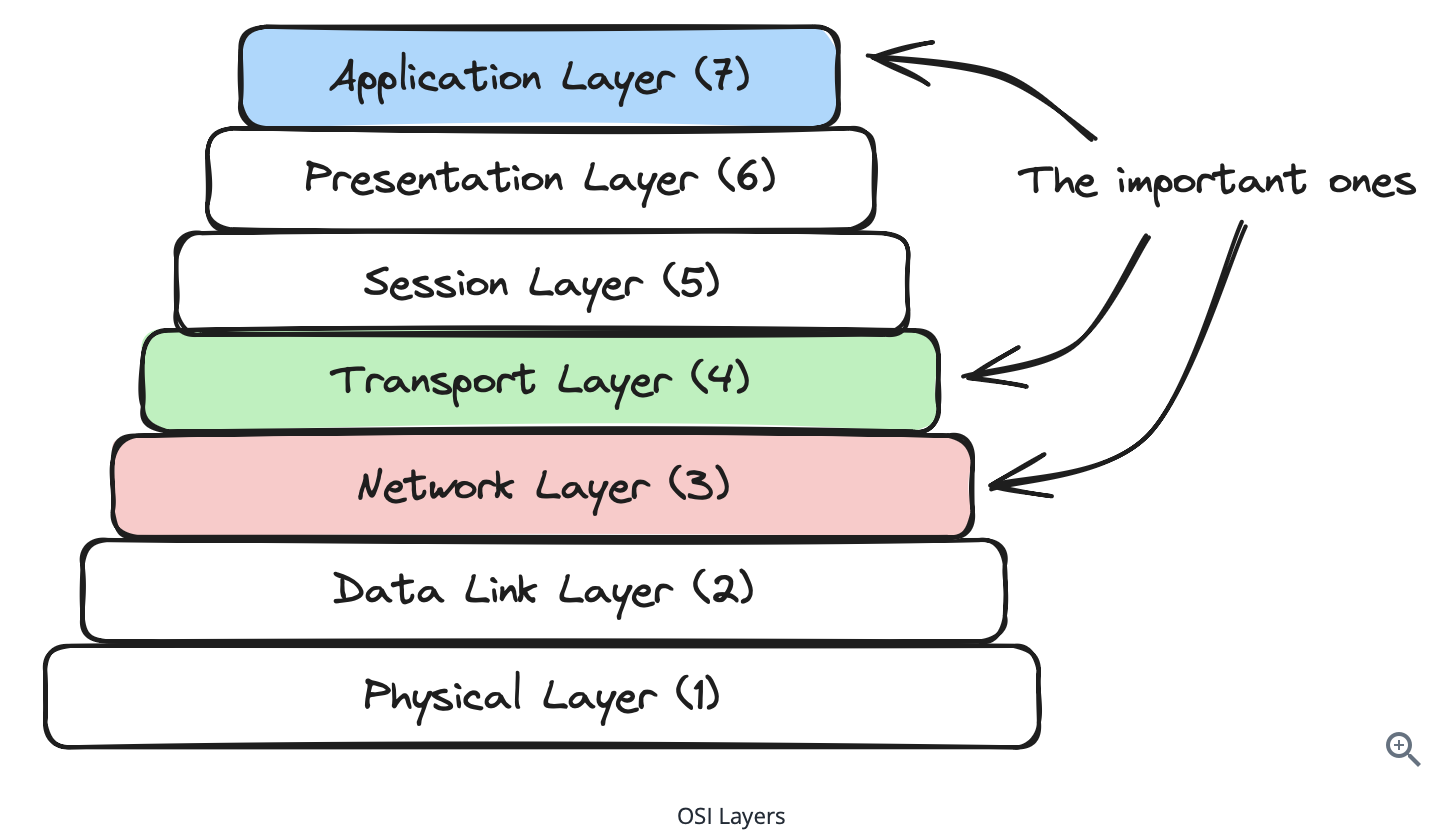 Application Layer (7)
Presentation Layer (6)
The important ones
Session Layer (5)
Transport Layer (4)
Network Layer (3)
Data Link Layer (2)
Physical Layer (1)
OSI Layers